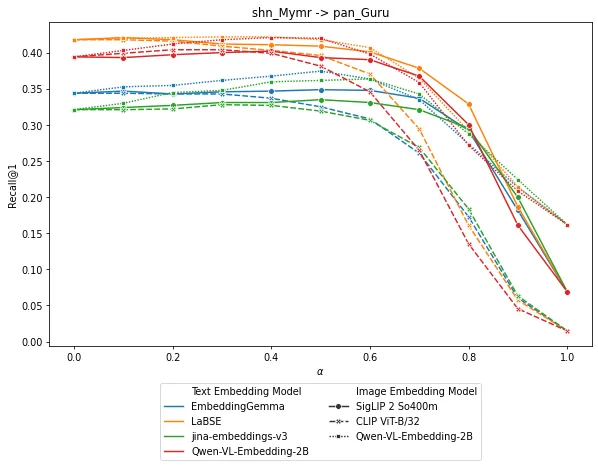 shn_Mymr -> pan_Guru
Recall@1
0.40
0.35
0.30
0.25
0.20
0.15
0.10
0.05
0.00
0.0 0.2 0.4 0.6 0.8 1.0
α
Text Embedding Model Image Embedding Model
EmbeddingGemma SigLIP 2 So400m
LaBSE CLIP ViT-B/32
jina-embeddings-v3 Qwen-VL-Embedding-2B
Qwen-VL-Embedding-2B